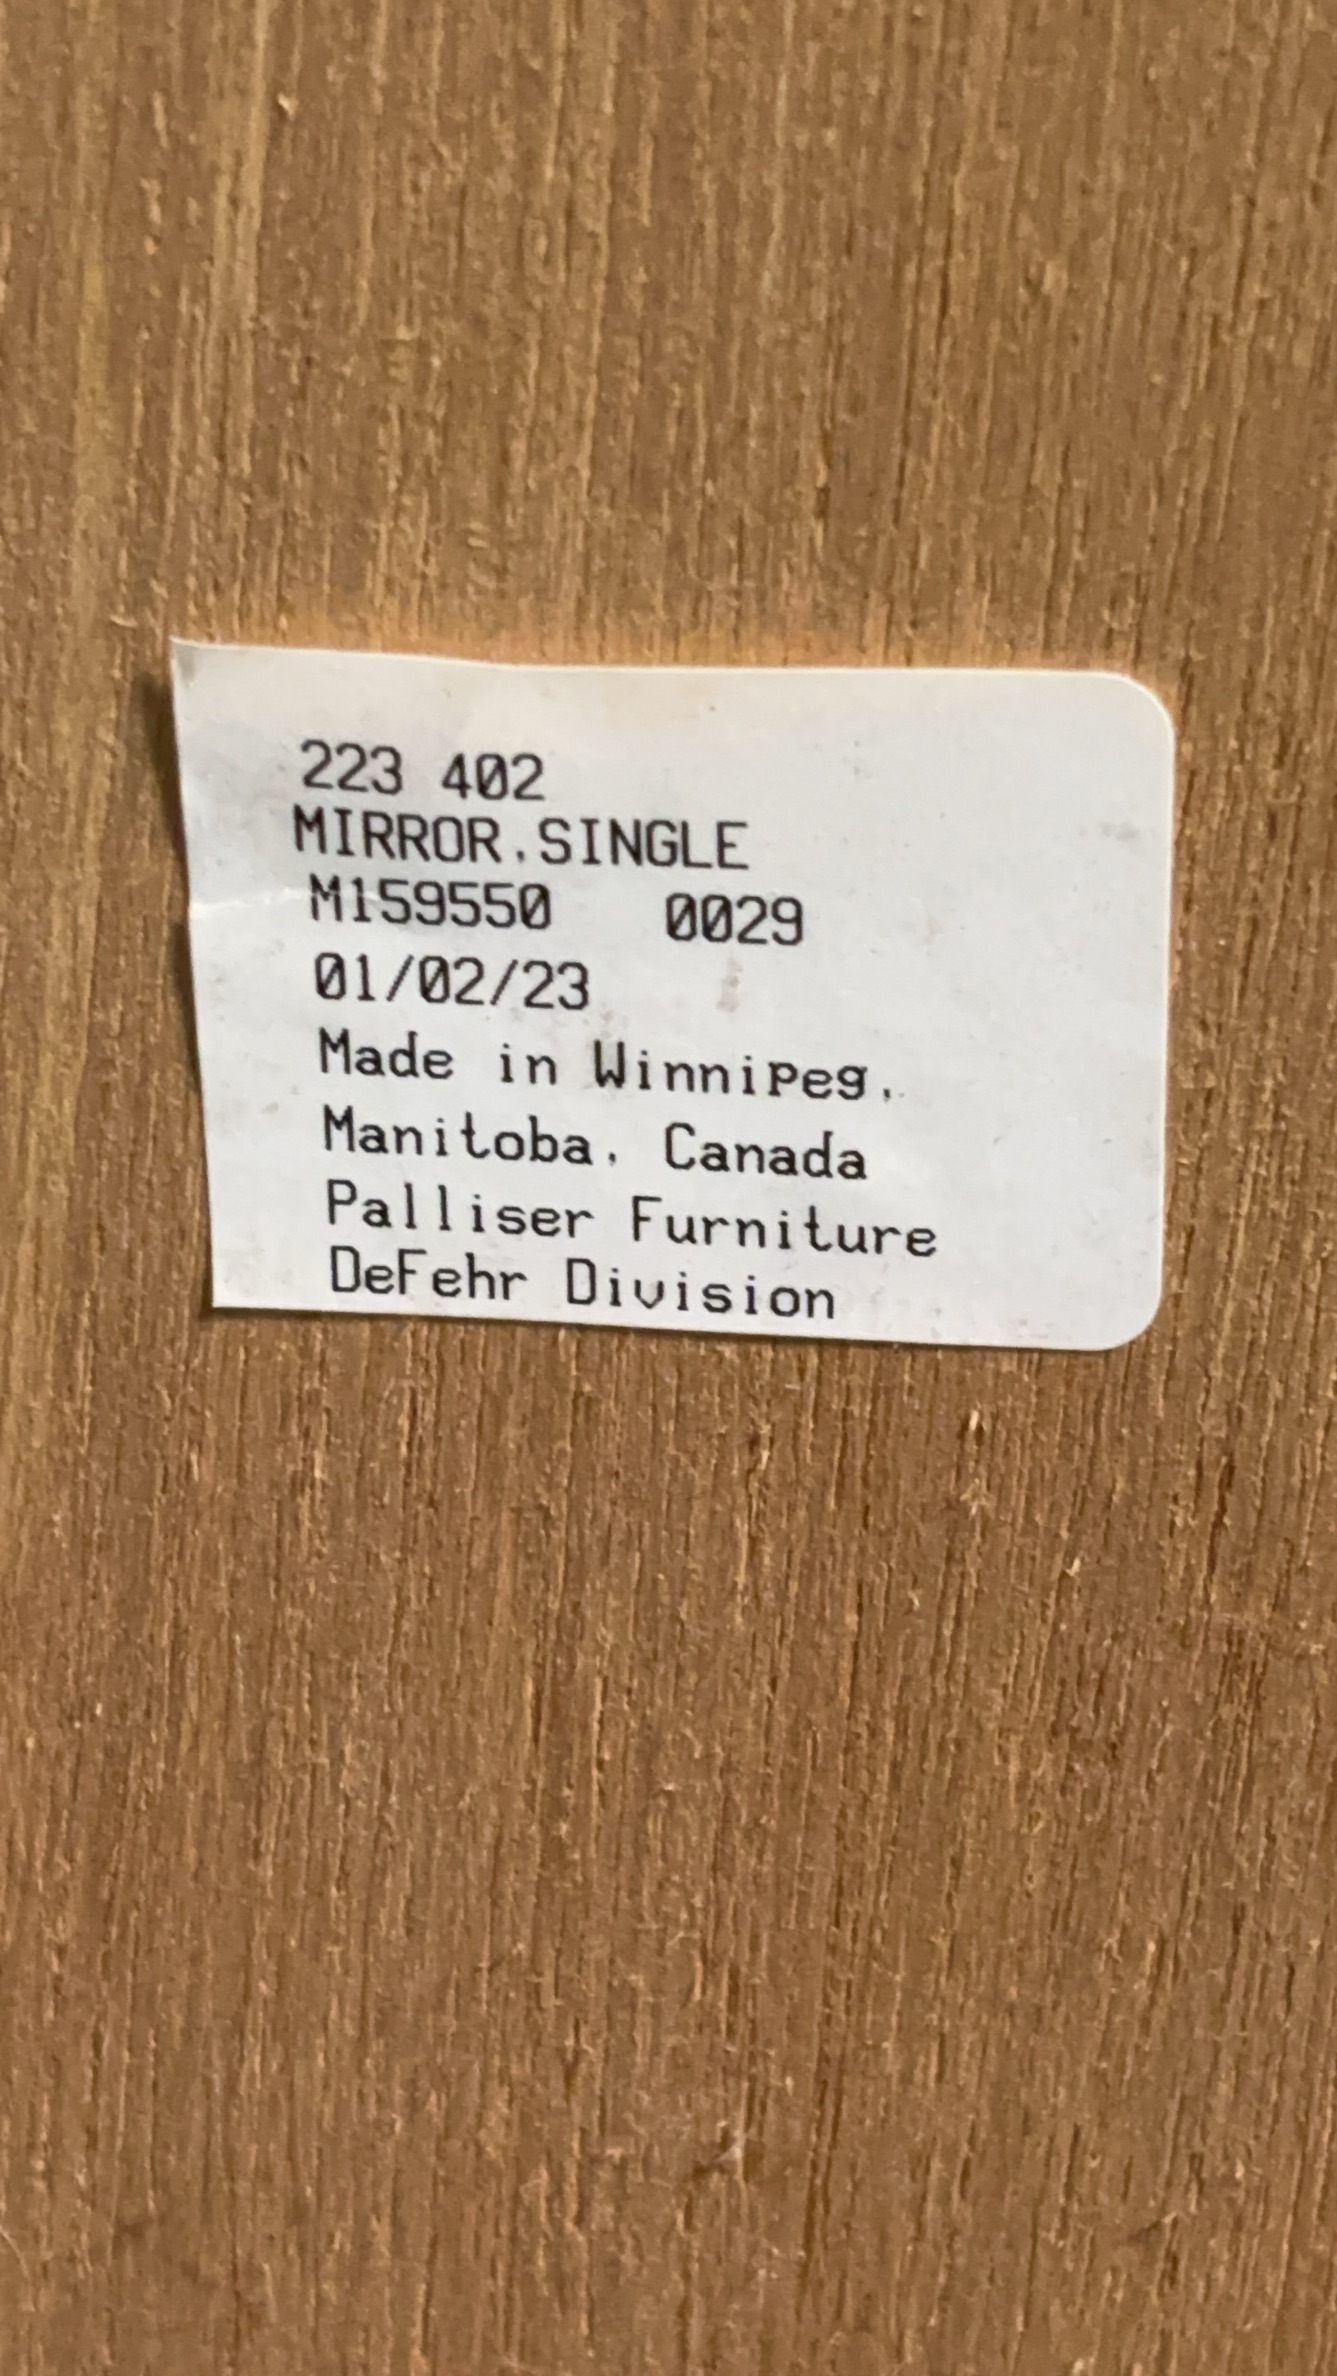 223 402
MIRROR,SINGLE
M159550 0029
01/02/23
Made in Winnipeg,
Manitoba, Canada
Palliser Furniture
DeFehr Division